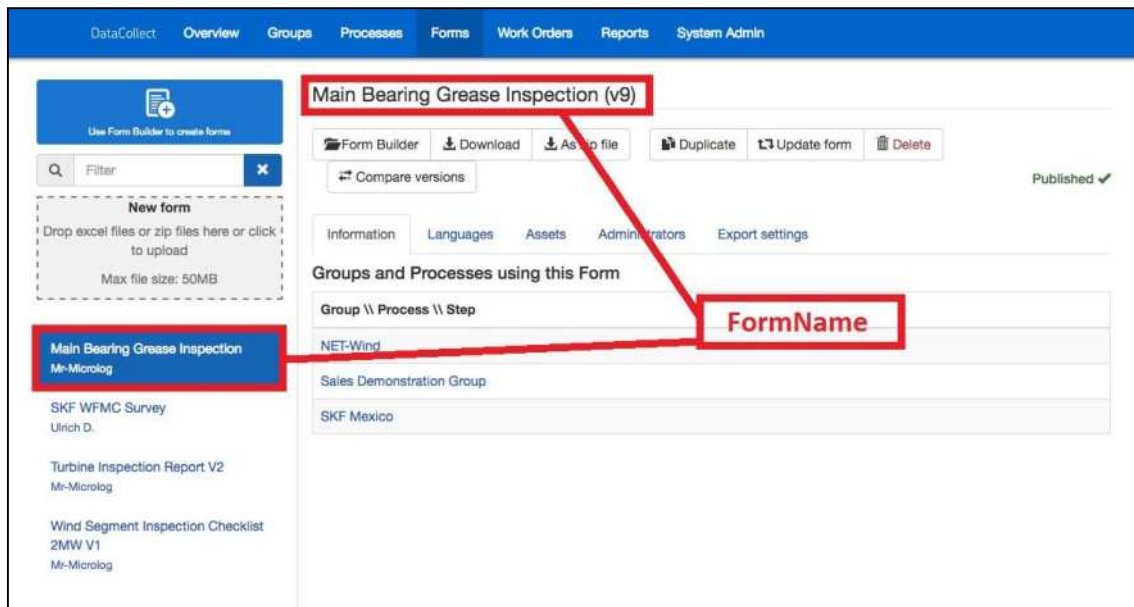 DataCollect Overview Groups Processes Forms Work Orders Reports System Admin
Use Form Builder to create forms
Filter
New form
Drop excel files or zip files here or click
to upload
Max file size: 50MB
Main Bearing Grease Inspection
Mr-Microlog
SKF WFMC Survey
Ulrich D.
Turbine Inspection Report V2
Mr-Microlog
Wind Segment Inspection Checklist
2MW V1
Mr-Microlog
Main Bearing Grease Inspection (v9)
Form Builder Download As zip file Duplicate Update form Delete
Compare versions
Published
Information Languages Assets Administrators Export settings
Groups and Processes using this Form
Group \\ Process \\ Step
NET-Wind
Sales Demonstration Group
SKF Mexico
FormName